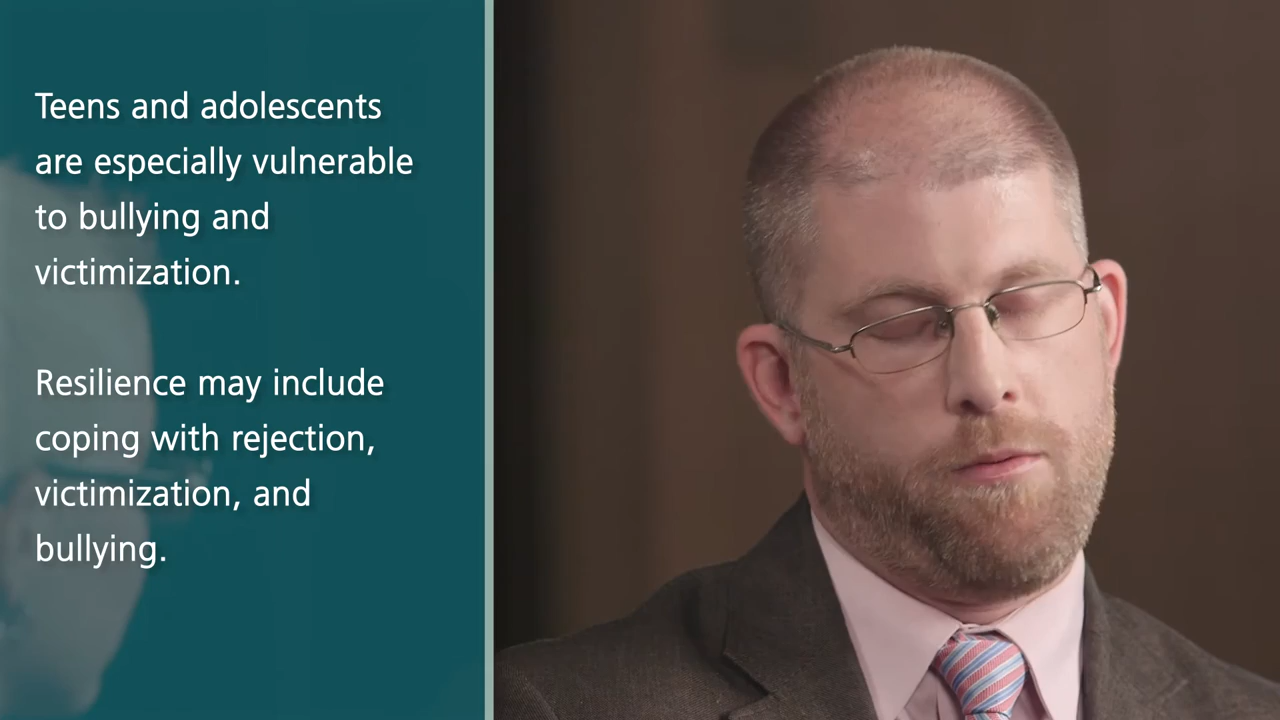 Teens and adolescents
are especially vulnerable
to bullying and
victimization.
Resilience may include
coping with rejection,
victimization, and
bullying.